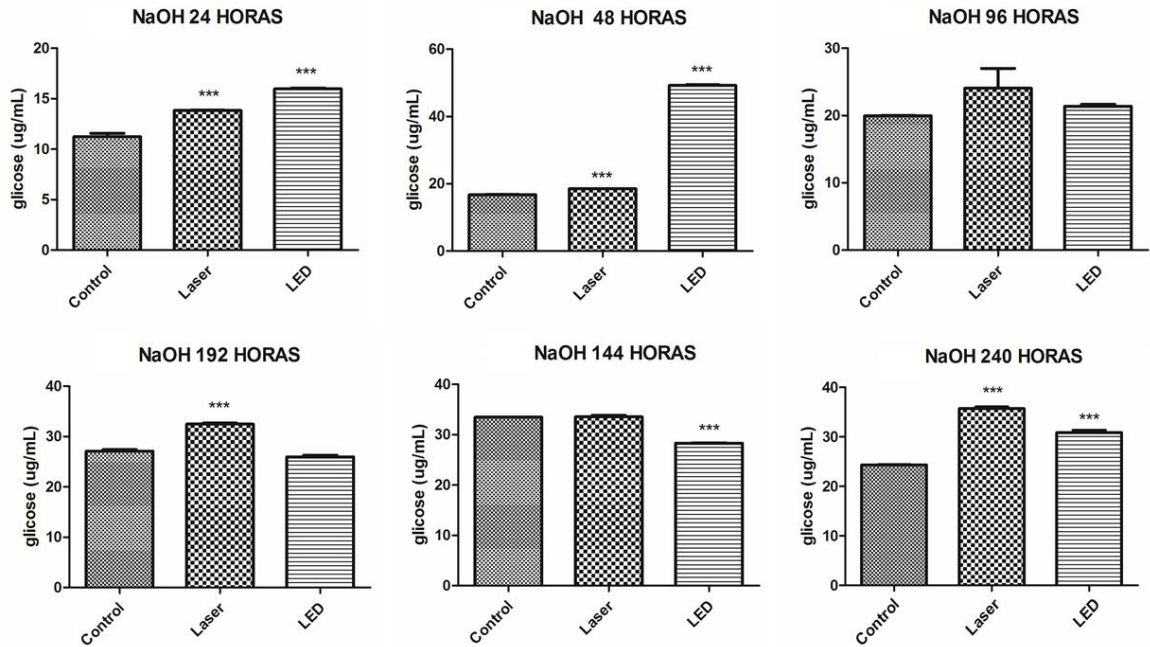 NaOH 24 HORAS
glicose (ug/mL)
20
15
10
5
0
***
***
Control
Laser
LED
NaOH 48 HORAS
glicose (ug/mL)
60
40
20
0
***
***
Control
Laser
LED
NaOH 96 HORAS
glicose (ug/mL)
30
20
10
0
Control
Laser
LED
NaOH 192 HORAS
glicose (ug/mL)
40
30
20
10
0
***
Control
Laser
LED
NaOH 144 HORAS
glicose (ug/mL)
40
30
20
10
0
***
Control
Laser
LED
NaOH 240 HORAS
glicose (ug/mL)
40
30
20
10
0
***
***
Control
Laser
LED